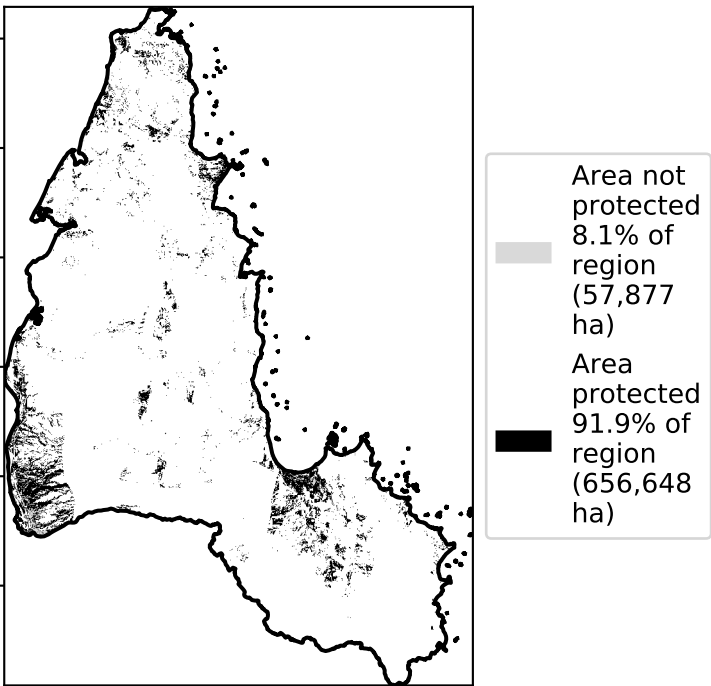 Area not
protected
8.1% of
region
(57,877
ha)
Area
protected
91.9% of
region
(656,648
ha)